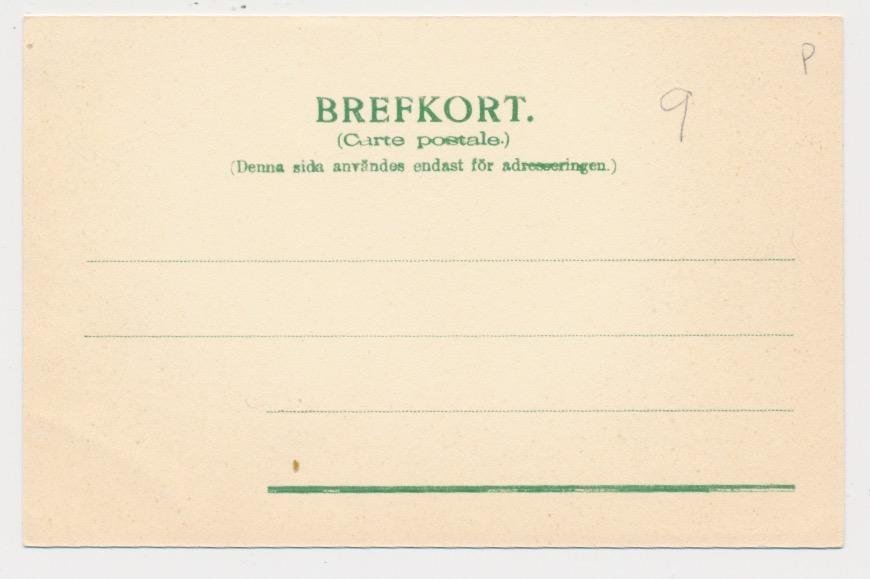 P
9
BREFKORT.
(Carte postale.)
(Denna sida användes endast för adresseringen.)